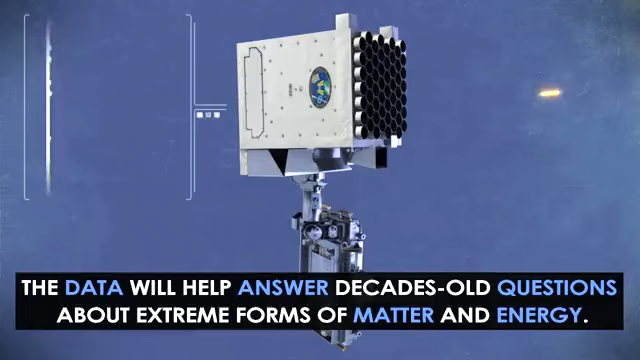 THE DATA WILL HELP ANSWER DECADES-OLD QUESTIONS
ABOUT EXTREME FORMS OF MATTER AND ENERGY.